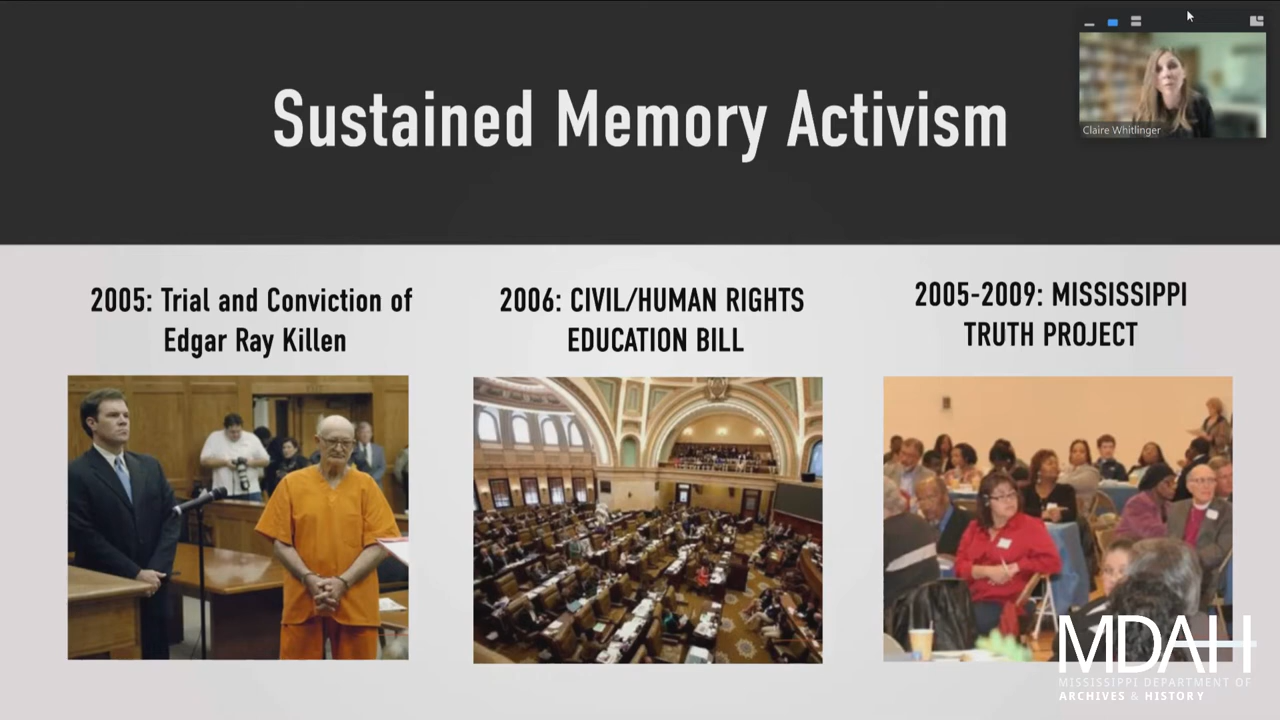 Sustained Memory Activism
Claire Whitlinger
2005: Trial and Conviction of
Edgar Ray Killen
2006: CIVIL/HUMAN RIGHTS
EDUCATION BILL
2005-2009: MISSISSIPPI
TRUTH PROJECT
MDAH
MISSISSIPPI DEPARTMENT OF
ARCHIVES & HISTORY